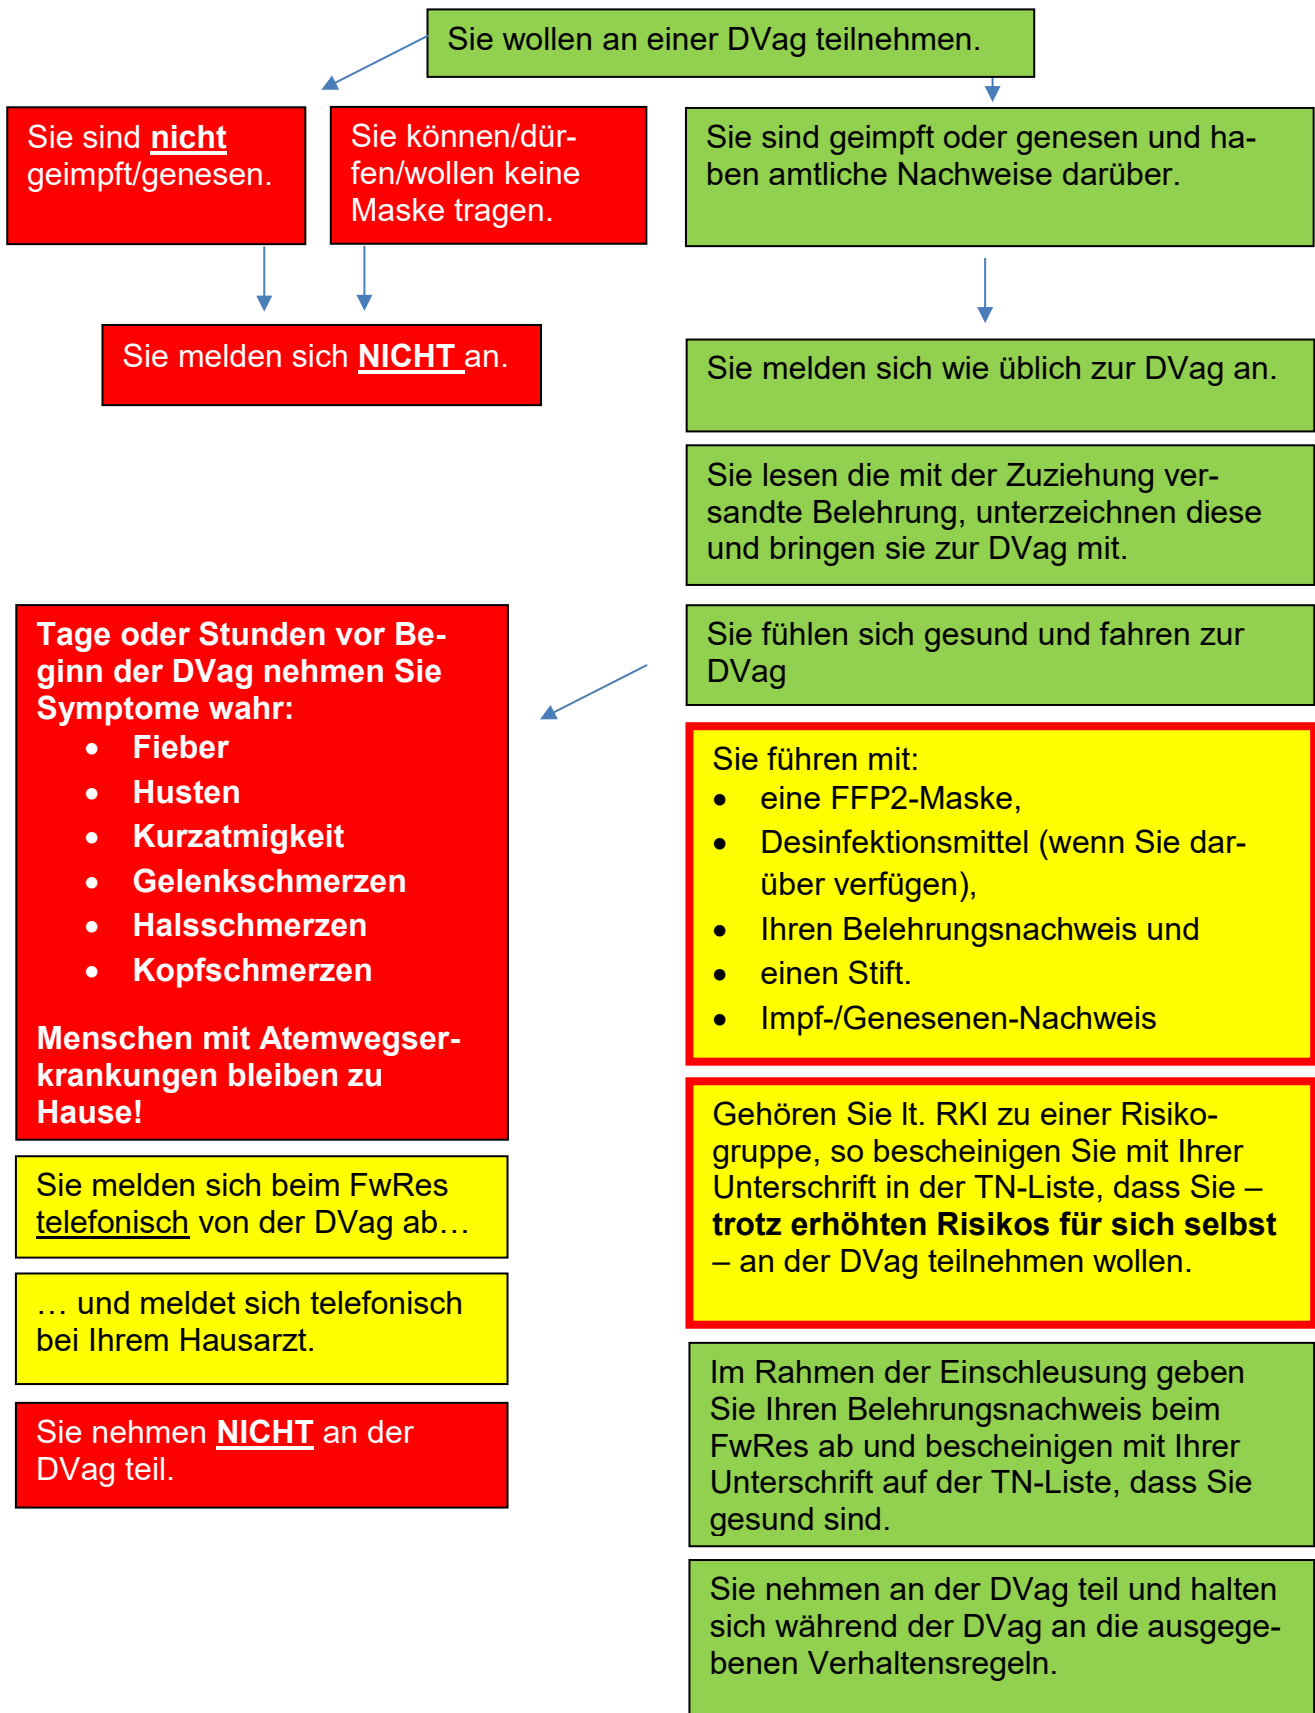 Sie wollen an einer DVag teilnehmen.
Sie sind nicht
geimpft/genesen.
Sie können/dür-
fen/wollen keine
Maske tragen.
Sie sind geimpft oder genesen und ha-
ben amtliche Nachweise darüber.
Sie melden sich NICHT an.
Sie melden sich wie üblich zur DVag an.
Sie lesen die mit der Zuziehung ver-
sandte Belehrung, unterzeichnen diese
und bringen sie zur DVag mit.
Tage oder Stunden vor Be-
ginn der DVag nehmen Sie
Symptome wahr:
• Fieber
• Husten
• Kurzatmigkeit
• Gelenkschmerzen
• Halsschmerzen
• Kopfschmerzen
Menschen mit Atemwegser-
krankungen bleiben zu
Hause!
Sie melden sich beim FwRes
telefonisch von der DVag ab…
… und meldet sich telefonisch
bei Ihrem Hausarzt.
Sie nehmen NICHT an der
DVag teil.
Sie fühlen sich gesund und fahren zur
DVag
Sie führen mit:
• eine FFP2-Maske,
• Desinfektionsmittel (wenn Sie dar-
über verfügen),
• Ihren Belehrungsnachweis und
• einen Stift.
• Impf-/Genesenen-Nachweis
Gehören Sie lt. RKI zu einer Risiko-
gruppe, so bescheinigen Sie mit Ihrer
Unterschrift in der TN-Liste, dass Sie –
trotz erhöhten Risikos für sich selbst
– an der DVag teilnehmen wollen.
Im Rahmen der Einschleusung geben
Sie Ihren Belehrungsnachweis beim
FwRes ab und bescheinigen mit Ihrer
Unterschrift auf der TN-Liste, dass Sie
gesund sind.
Sie nehmen an der DVag teil und halten
sich während der DVag an die ausgege-
benen Verhaltensregeln.